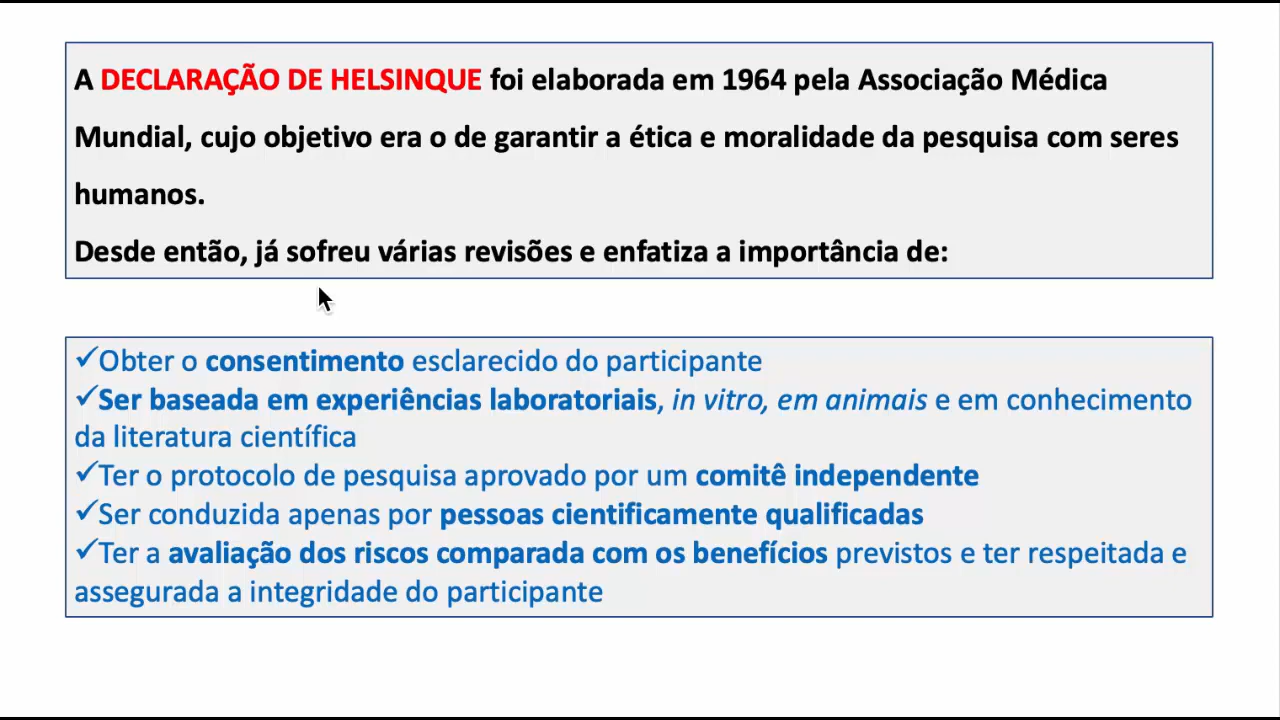 A DECLARAÇÃO DE HELSINQUE foi elaborada em 1964 pela Associação Médica
Mundial, cujo objetivo era o de garantir a ética e moralidade da pesquisa com seres
humanos.
Desde então, já sofreu várias revisões e enfatiza a importância de:
✓Obter o consentimento esclarecido do participante
✓Ser baseada em experiências laboratoriais, in vitro, em animais e em conhecimento
da literatura científica
✓Ter o protocolo de pesquisa aprovado por um comitê independente
✓Ser conduzida apenas por pessoas cientificamente qualificadas
✓Ter a avaliação dos riscos comparada com os benefícios previstos e ter respeitada e
assegurada a integridade do participante